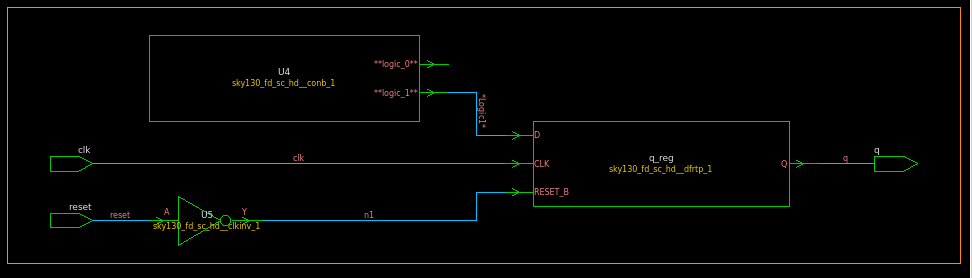 U4
sky130_fd_sc_hd__conb_1
**logic_0**
**logic_1**
*Logic1*
clk
clk
reset
reset
A
U5
sky130_fd_sc_hd__clkinv_1
Y
n1
D
CLK
RESET_B
q_reg
sky130_fd_sc_hd__dfrtp_1
Q
q
q